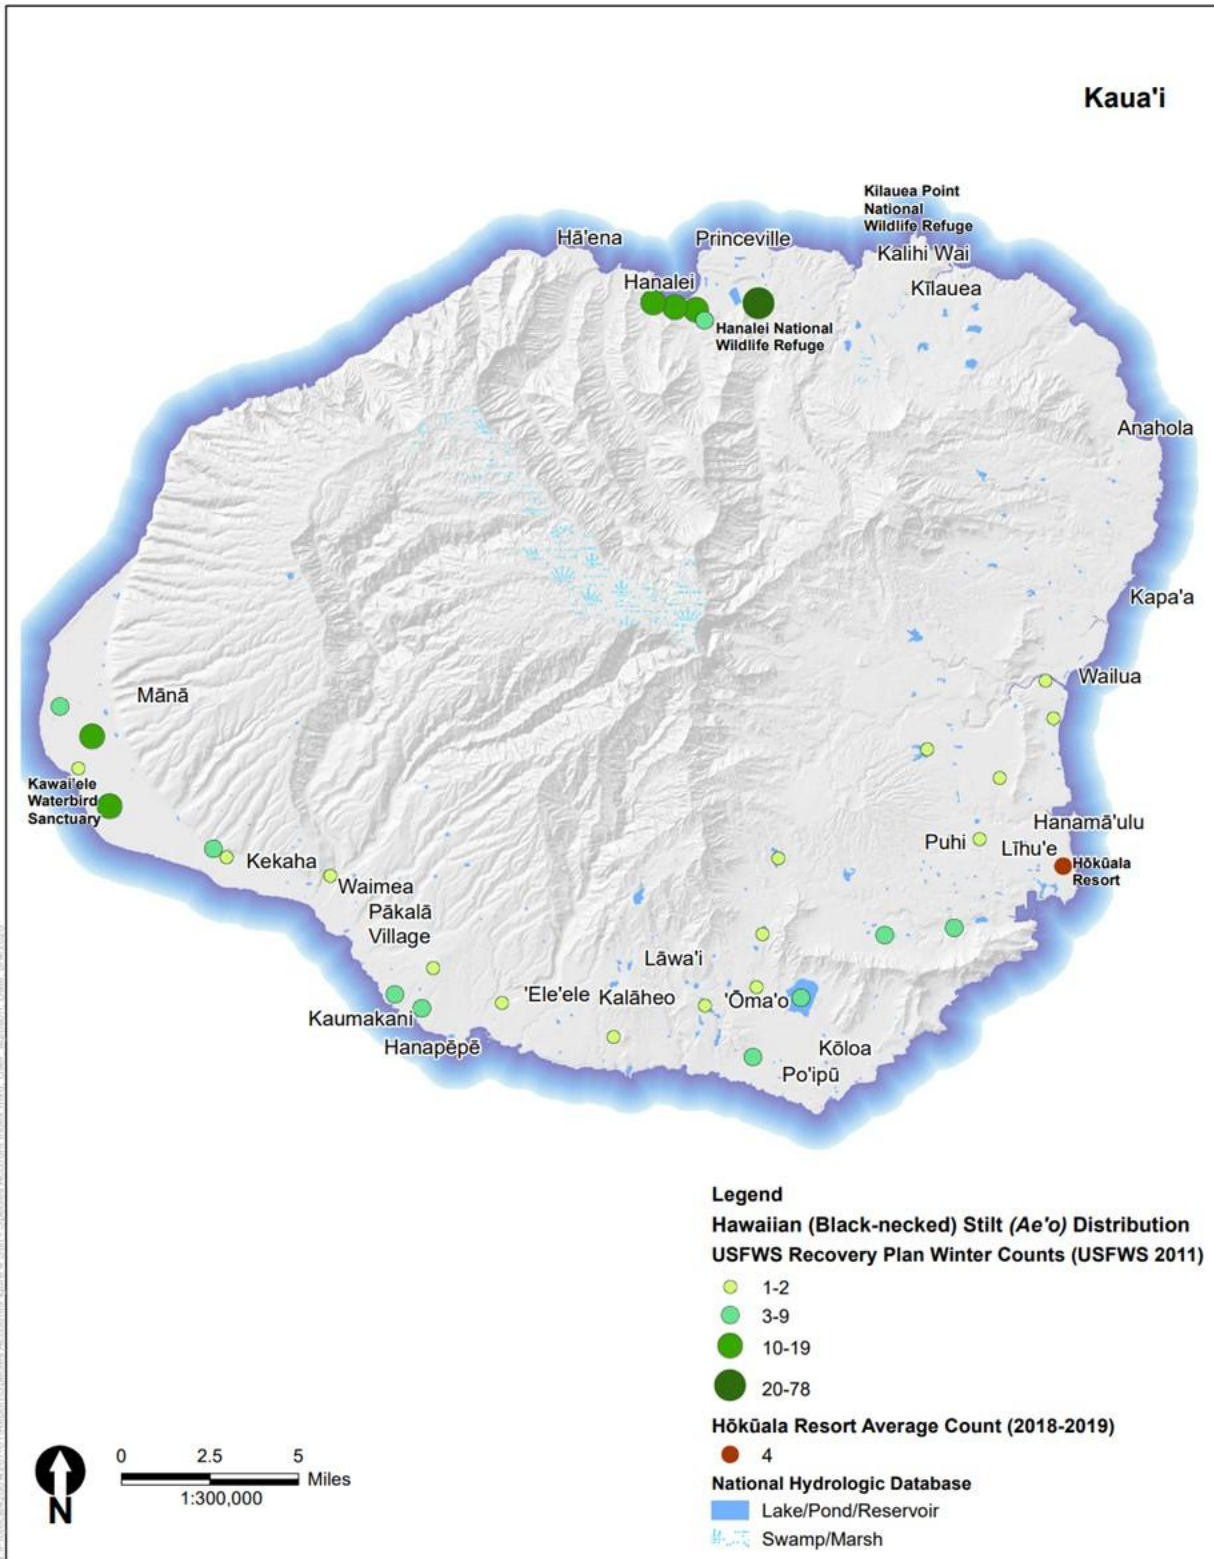 Kaua'i
Kilauea Point
National
Wildlife Refuge
Hā'ena
Princeville
Kalihi Wai
Hanalei
Kīlauea
Hanalei National
Wildlife Refuge
Anahola
Kapa'a
Wailua
Mānā
Kawai'ele
Waterbird
Sanctuary
Hanamā'ulu
Puhi
Līhu'e
Hōkūala
Resort
Kekaha
Waimea
Pākalā
Village
Lāwa'i
'Ele'ele
Kalāheo
'Ōma'o
Kaumakani
Hanapēpē
Kōloa
Po'ipū
Legend
Hawaiian (Black-necked) Stilt (Ae'o) Distribution
USFWS Recovery Plan Winter Counts (USFWS 2011)
1-2
3-9
10-19
20-78
Hōkūala Resort Average Count (2018-2019)
4
National Hydrologic Database
Lake/Pond/Reservoir
Swamp/Marsh
0 2.5 5
Miles
1:300,000
N